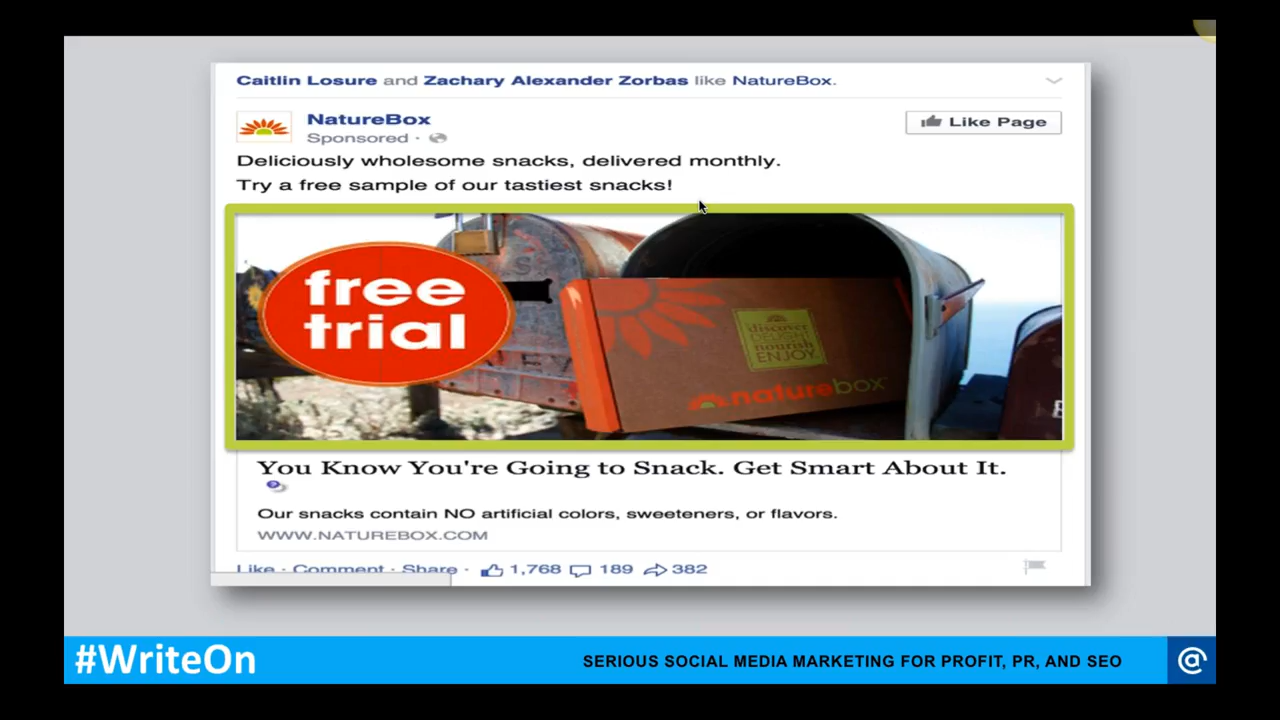 Caitlin Losure and Zachary Alexander Zorbas like NatureBox.
NatureBox
Like Page
Sponsored ·
Deliciously wholesome snacks, delivered monthly.
Try a free sample of our tastiest snacks!
free
trial
S
discover
DELIGHT
nourish
ENJOY.
naturebox
You Know You're Going to Snack. Get Smart About It.
Our snacks contain NO artificial colors, sweeteners, or flavors.
WWW.NATUREBOX.COM
Like · Comment · Share · 1,768 189 382
#WriteOn
SERIOUS SOCIAL MEDIA MARKETING FOR PROFIT, PR, AND SEO
@